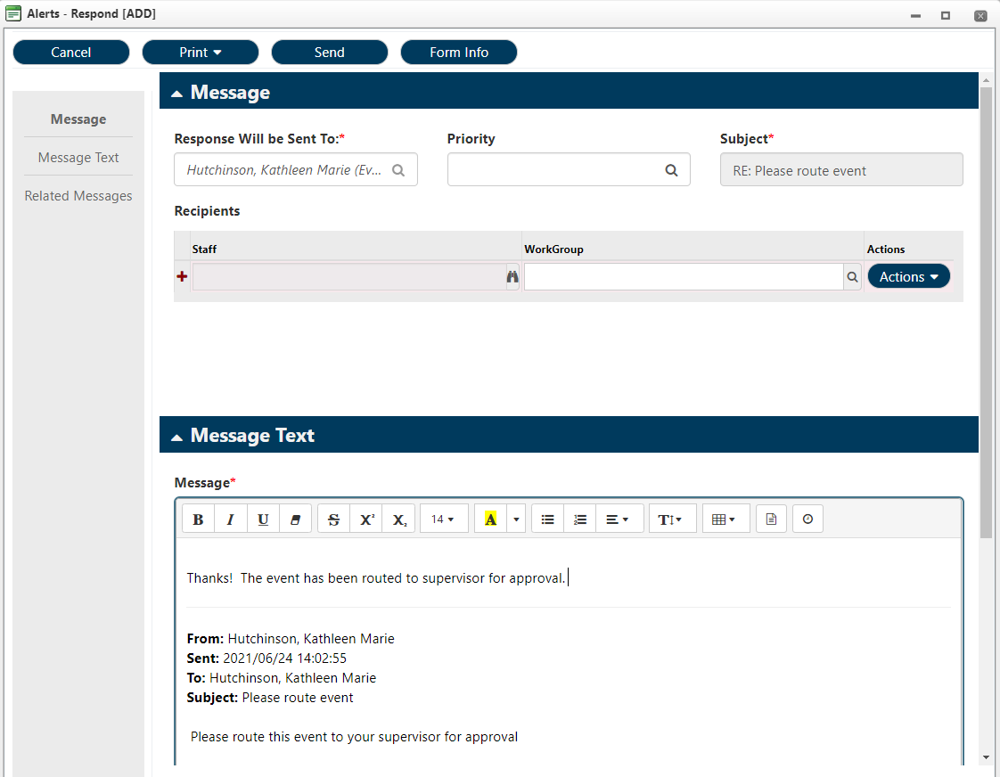 Alerts - Respond [ADD]
Cancel Print Send Form Info
Message
Message Text
Related Messages
Message
Response Will be Sent To:* Priority Subject*
Hutchinson, Kathleen Marie (Ev... RE: Please route event
Recipients
Staff WorkGroup Actions
Actions
Message Text
Message*
B I U S X² X₂ 14 A T
Thanks!  The event has been routed to supervisor for approval.
From: Hutchinson, Kathleen Marie
Sent: 2021/06/24 14:02:55
To: Hutchinson, Kathleen Marie
Subject: Please route event
Please route this event to your supervisor for approval